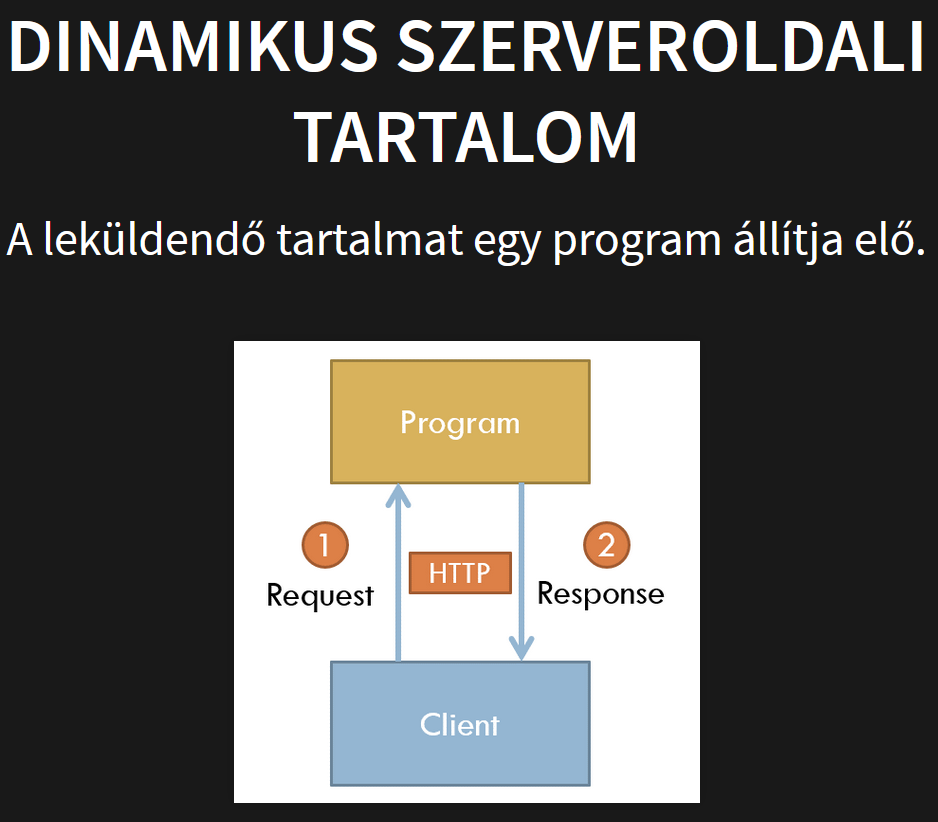 DINAMIKUS SZERVEROLDALI
TARTALOM
A leküldendő tartalmat egy program állítja elő.
Program
1
2
HTTP
Request
Response
Client